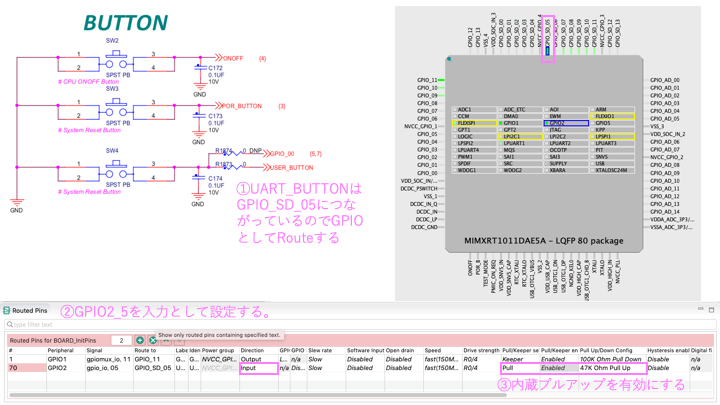 BUTTON
SW2
1
3
2
4
SPST PB
# CPU ONOFF Button
ONOFF
(4)
C172
0.1UF
10V
GND
SW3
1
3
2
4
SPST PB
# System Reset Button
POR_BUTTON
(3)
C173
0.1UF
10V
GND
SW4
1
3
2
4
SPST PB
# System Reset Button
R1874
0
DNP
GPIO_00
(5,7)
R1873
0
USER_BUTTON
C174
0.1UF
10V
GND
GND
①UART_BUTTONは
GPIO_SD_05につな
がっているのでGPIO
としてRouteする
GPIO_12
GPIO_13
VSS_4
VDD_SOC_IN_3
GPIO_SD_00
GPIO_SD_01
GPIO_SD_02
GPIO_SD_03
GPIO_SD_04
NVCC_GPIO_4
GPIO_SD_05
GPIO_SD_07
GPIO_SD_08
GPIO_SD_09
GPIO_SD_10
GPIO_SD_11
NVCC_GPIO_3
GPIO_SD_12
GPIO_SD_13
GPIO_11
GPIO_10
GPIO_09
GPIO_08
GPIO_07
GPIO_06
NVCC_GPIO_1
GPIO_05
GPIO_04
GPIO_03
GPIO_02
GPIO_01
GPIO_00
VDD_SOC_IN/...
DCDC_PSWITCH
VSS_1
DCDC_IN_Q
DCDC_IN
DCDC_LP
DCDC_GND
ADC1
ADC_ETC
AOI
ARM
CCM
DMA0
EWM
FLEXIO1
FLEXSPI
GPIO1
GPIO2
GPIO5
GPT1
GPT2
JTAG
KPP
LOGIC
LPI2C1
LPI2C2
LPSPI1
LPSPI2
LPUART1
LPUART2
LPUART3
LPUART4
MQS
OCOTP
PIT
PWM1
SAI1
SAI3
SNVS
SPDIF
SRC
SUPPLY
USB
WDOG1
WDOG2
XBARA
XTALOSC24M
MIMXRT1011DAE5A - LQFP 80 package
GPIO_AD_00
GPIO_AD_01
GPIO_AD_02
GPIO_AD_03
GPIO_AD_04
GPIO_AD_05
VSS_3
VDD_SOC_IN_2
GPIO_AD_06
GPIO_AD_07
NVCC_GPIO_2
GPIO_AD_08
GPIO_AD_09
GPIO_AD_10
GPIO_AD_11
GPIO_AD_12
GPIO_AD_13
GPIO_AD_14
VDDA_ADC_3P3/...
VSSA_ADC_3P3/...
ONOFF
POR_B
TEST_MODE
PMIC_ON_REQ
VDD_SNVS_IN
VDD_SNVS_CAP
RTC_XTALI
RTC_XTALO
USB_OTG1_VBUS
VSS_2
VDD_USB_CAP
USB_OTG1_DN
USB_OTG1_DP
NGND_KEL0
USB_OTG1_CHD_B
VDD_HIGH_CAP
XTALI
XTALO
VDD_HIGH_IN
NVCC_PLL
Routed Pins
②GPIO2_5を入力として設定する。
type filter text
Show only routed pins containing specified text.
Routed Pins for BOARD_InitPins
2
#
Peripheral
Signal
Route to
Label
Iden
Power group
Direction
GPI
GPIO
Slew rate
Software Input
Open drain
Speed
Drive strength
Pull/Keeper se
Pull/Keeper en
Pull Up/Down Config
Hysteresis enabl
Digital fi
1
GPIO1
gpiomux_io, 11
GPIO_11
G...
NVCC_GPI...
Output
n/a
Slow
Disabled
Disabled
fast(150M...
R0/4
Keeper
Enabled
100K Ohm Pull Down
Disable
n/a
70
GPIO2
gpio_io, 05
GPIO_SD_05
U...
U...
NVCC_GPI...
Input
n/a
Dis...
Slow
Disabled
Disabled
fast(150M...
R0/4
Pull
Enabled
47K Ohm Pull Up
Disable
n/a
③内蔵プルアップを有効にする